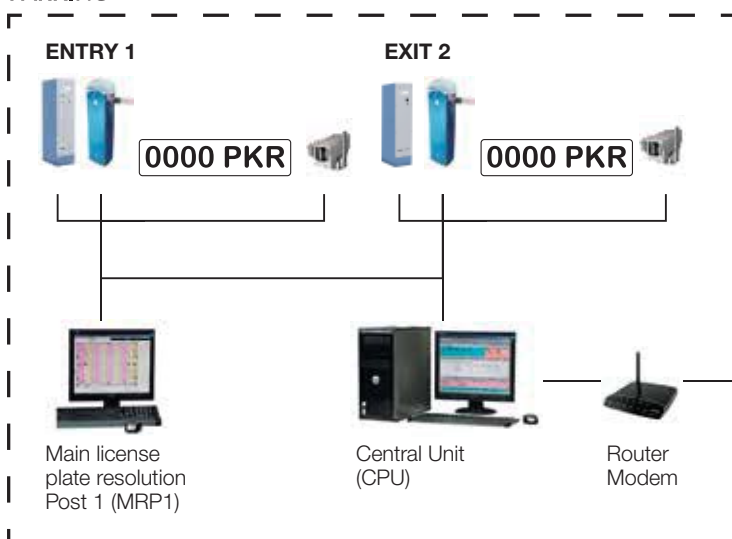 ENTRY 1
EXIT 2
0000 PKR
0000 PKR
Main license
plate resolution
Post 1 (MRP1)
Central Unit
(CPU)
Router
Modem